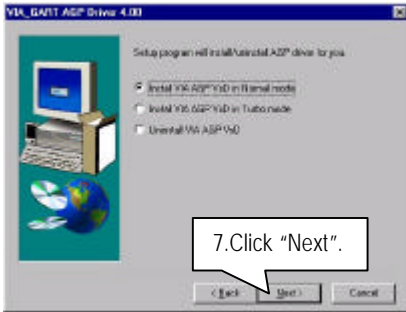 VIA_GART AGP Driver 4.00
Setup program will install/uninstall AGP driver for you.
Install VIA AGP VxD in Normal mode
Install VIA AGP VxD in Turbo mode
Uninstall VIA AGP VxD
7.Click “Next”.
< Back
Next >
Cancel